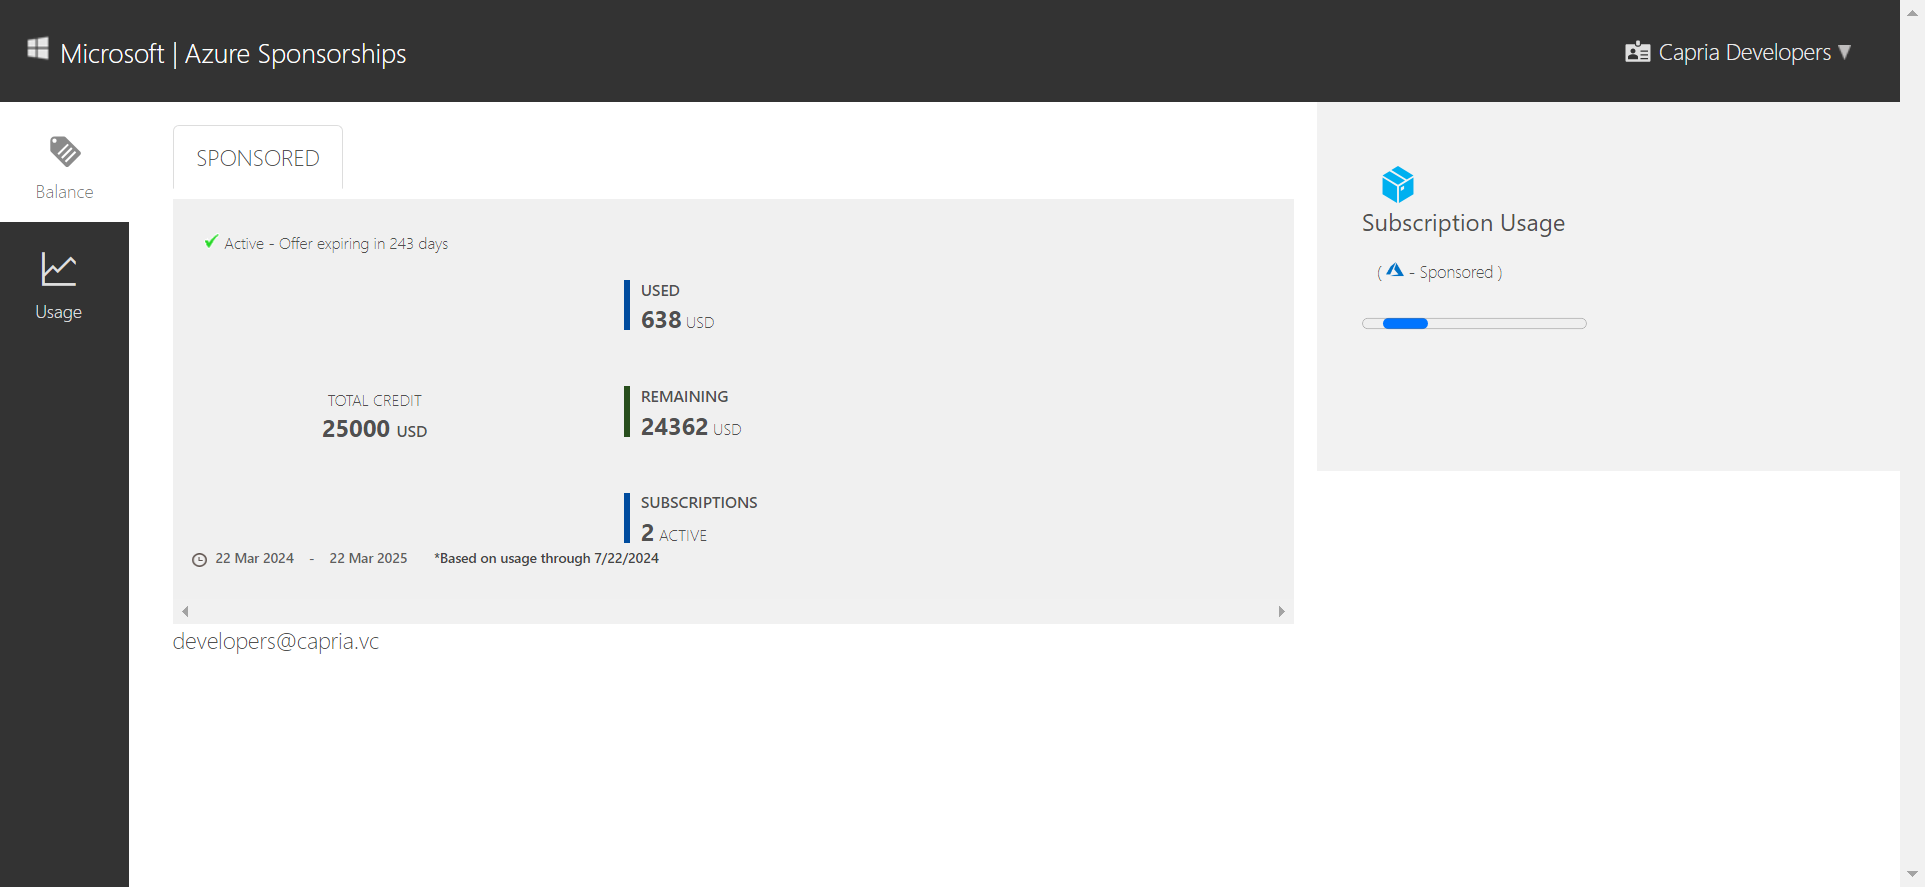 Microsoft | Azure Sponsorships
Capria Developers ▼
Balance
Usage
SPONSORED
Active - Offer expiring in 243 days
USED
638 USD
TOTAL CREDIT
25000 USD
REMAINING
24362 USD
SUBSCRIPTIONS
2 ACTIVE
22 Mar 2024 - 22 Mar 2025 *Based on usage through 7/22/2024
developers@capria.vc
Subscription Usage
( - Sponsored )